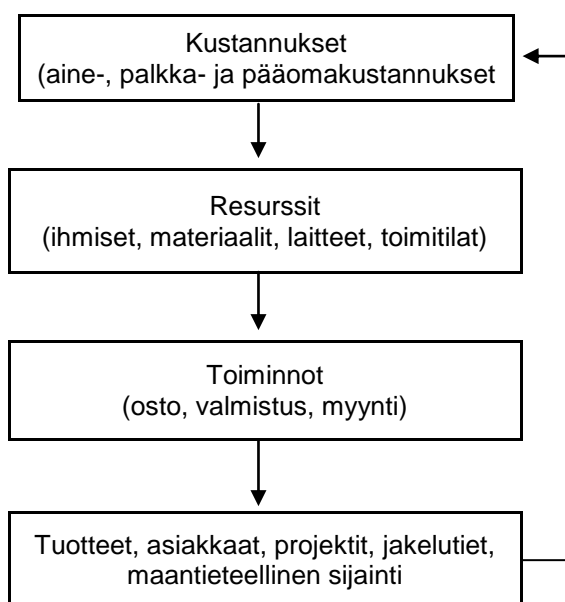 Kustannukset
(aine-, palkka- ja pääomakustannukset
Resurssit
(ihmiset, materiaalit, laitteet, toimitilat)
Toiminnot
(osto, valmistus, myynti)
Tuotteet, asiakkaat, projektit, jakelutiet,
maantieteellinen sijainti